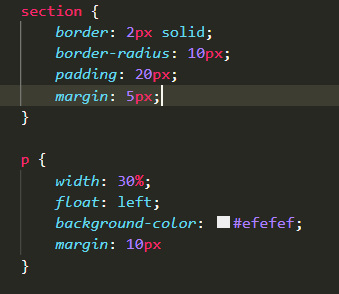 section {
    border: 2px solid;
    border-radius: 10px;
    padding: 20px;
    margin: 5px;
}

p {
    width: 30%;
    float: left;
    background-color: #efefef;
    margin: 10px
}